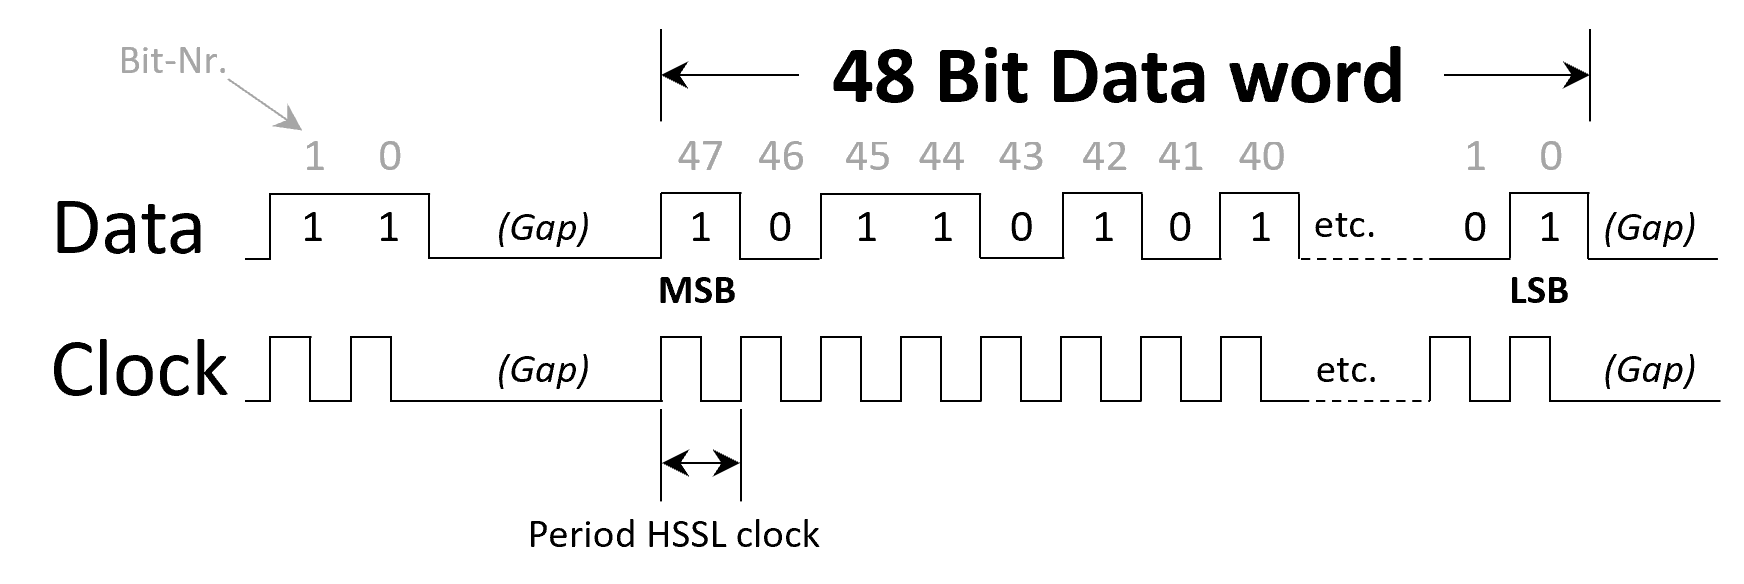 Bit-Nr.
48 Bit Data word
1 0 47 46 45 44 43 42 41 40 1 0
Data 1 1 (Gap) 1 0 1 1 0 1 0 1 etc. 0 1 (Gap)
MSB LSB
Clock (Gap) etc. (Gap)
Period HSSL clock